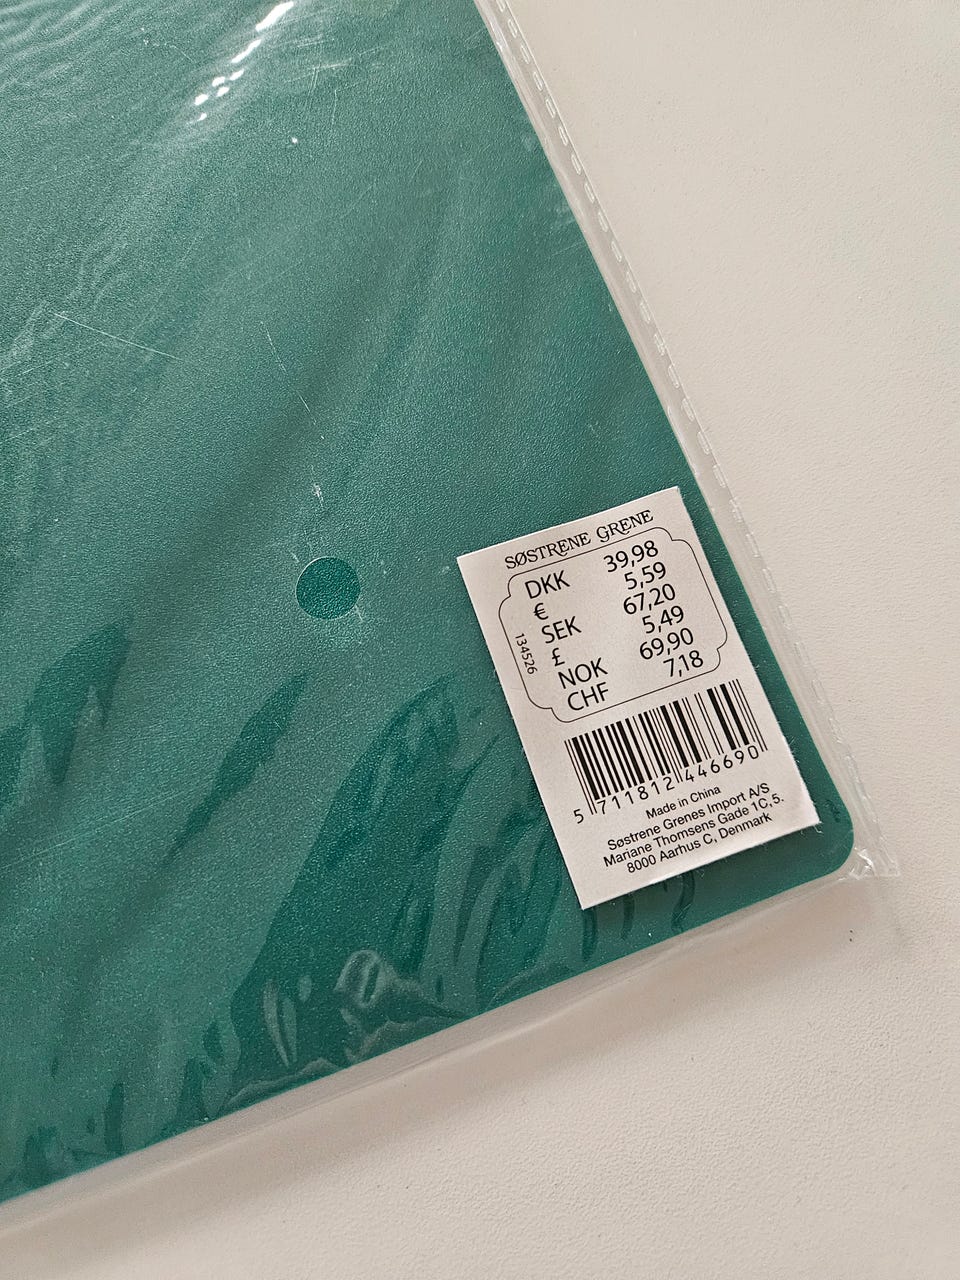 SØSTRENE GRENE
DKK 39,98
€ 5,59
SEK 67,20
£ 5,49
NOK 69,90
CHF 7,18
134526
5 711812 446690
Made in China
Søstrene Grenes Import A/S
Mariane Thomsens Gade 1C, 5.
8000 Aarhus C, Denmark